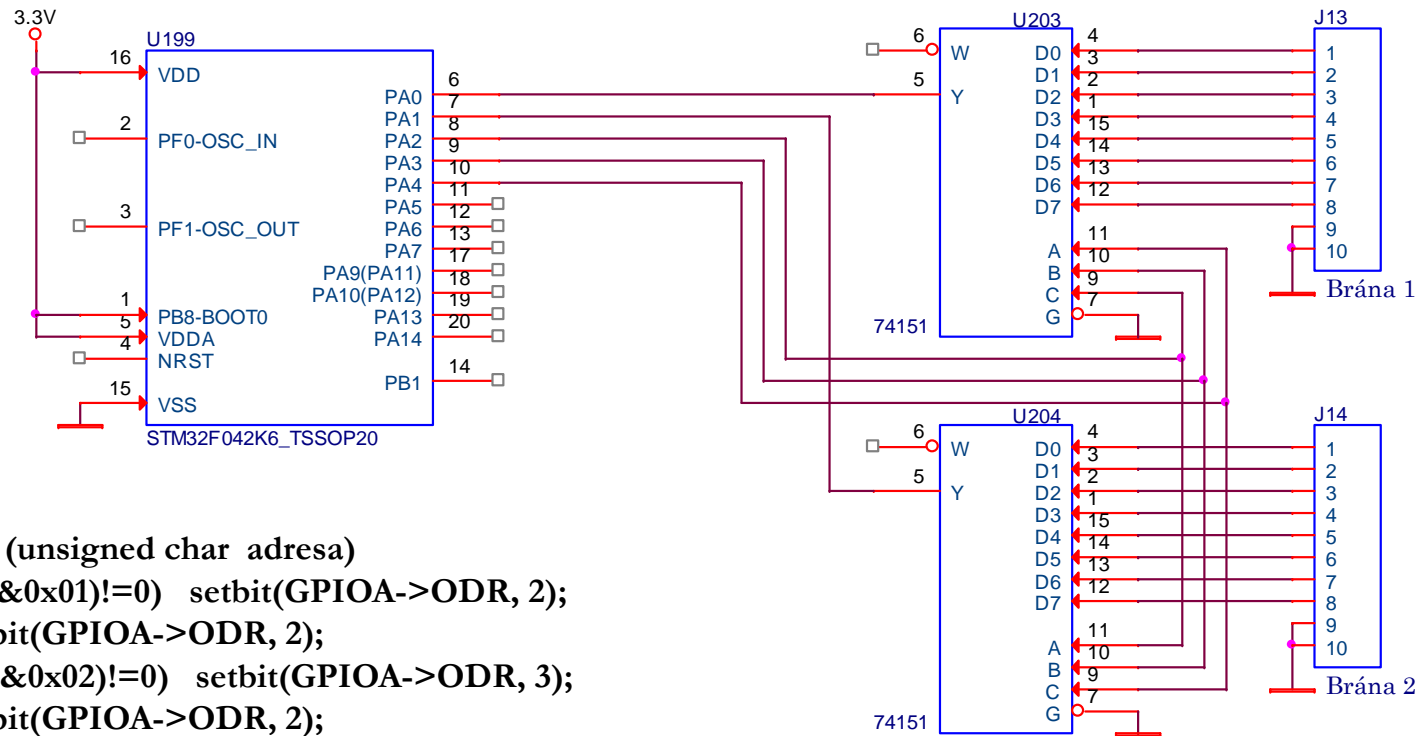 3.3V
U199
16 VDD
2 PF0-OSC_IN
3 PF1-OSC_OUT
1 PB8-BOOT0
5 VDDA
4 NRST
15 VSS
PA0 6
PA1 7
PA2 8
PA3 9
PA4 10
PA5 11
PA6 12
PA7 13
PA9(PA11) 17
PA10(PA12) 18
PA13 19
PA14 20
PB1 14
STM32F042K6_TSSOP20
U203
6 W
5 Y
D0 4
D1 3
D2 2
D3 1
D4 15
D5 14
D6 13
D7 12
A 11
B 10
C 9
G 7
74151
J13
1
2
3
4
5
6
7
8
9
10
Brána 1
U204
6 W
5 Y
D0 4
D1 3
D2 2
D3 1
D4 15
D5 14
D6 13
D7 12
A 11
B 10
C 9
G 7
74151
J14
1
2
3
4
5
6
7
8
9
10
Brána 2
(unsigned char adresa)
&0x01)!=0) setbit(GPIOA->ODR, 2);
bit(GPIOA->ODR, 2);
&0x02)!=0) setbit(GPIOA->ODR, 3);
bit(GPIOA->ODR, 2);